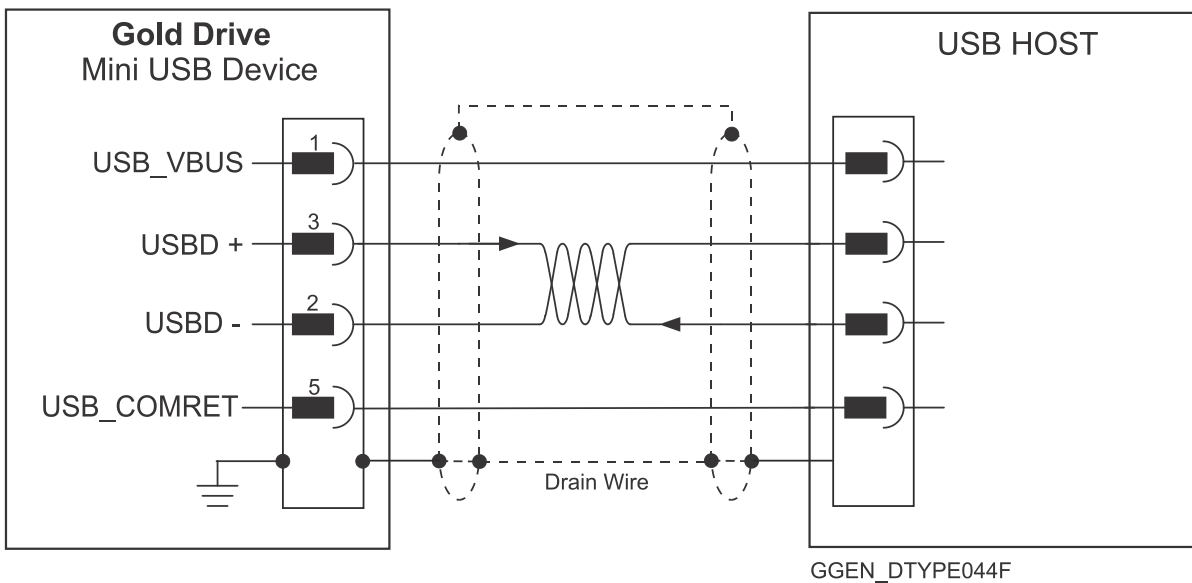 Gold Drive
Mini USB Device
USB HOST
USB_VBUS
1
USBD +
3
USBD -
2
USB_COMRET
5
Drain Wire
GGEN_DTYPE044F